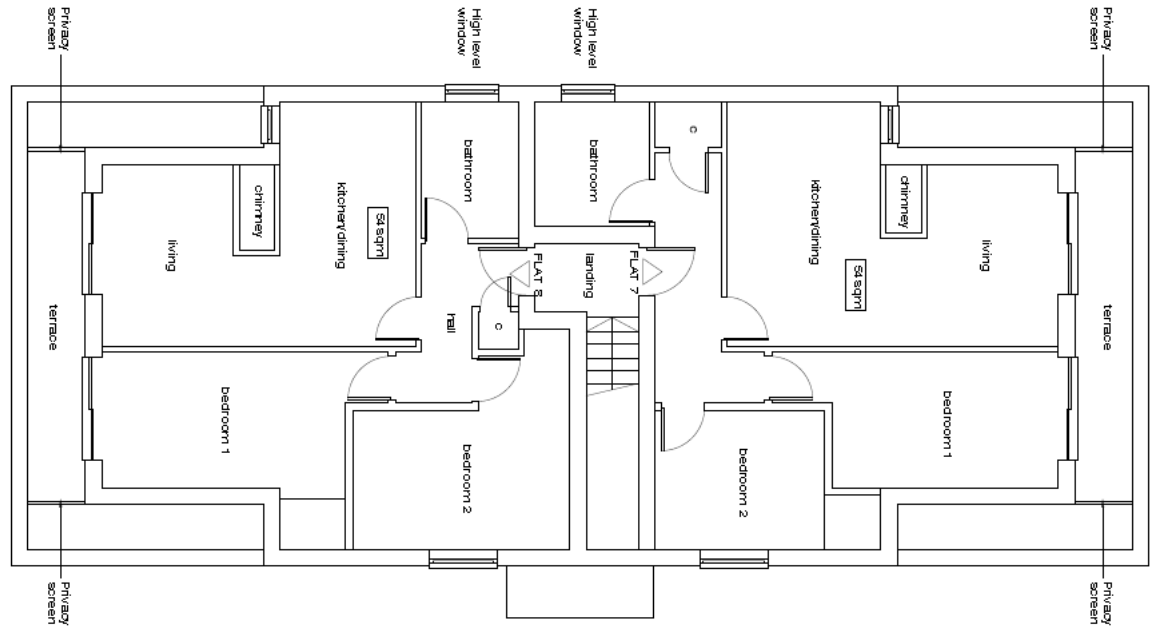 Privacy
screen
High level
window
High level
window
Privacy
screen
bathroom
bathroom
c
chimney
kitchen/dining
64sqm
living
kitchen/dining
64sqm
chimney
living
terrace
FLAT 8
landing
FLAT 7
hall
c
terrace
bedroom 1
bedroom 2
bedroom 2
bedroom 1
Privacy
screen
Privacy
screen